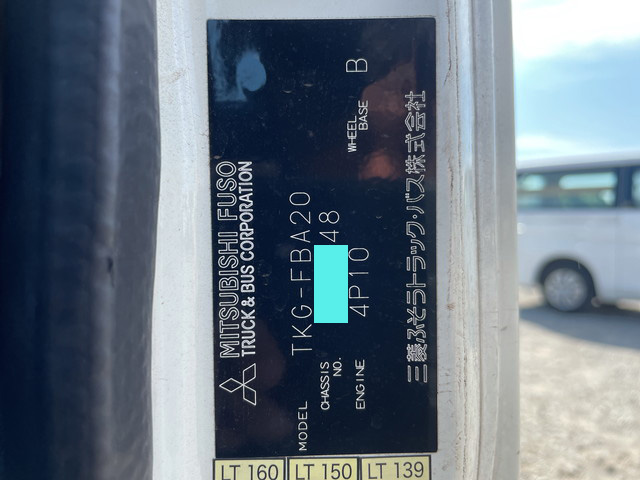 MITSUBISHI FUSO
TRUCK & BUS CORPORATION
MODEL TKG-FBA20
CHASSIS NO. 48
ENGINE 4P10 WHEEL BASE B
三菱ふそうトラック・バス株式会社
LT 160 LT 150 LT 139